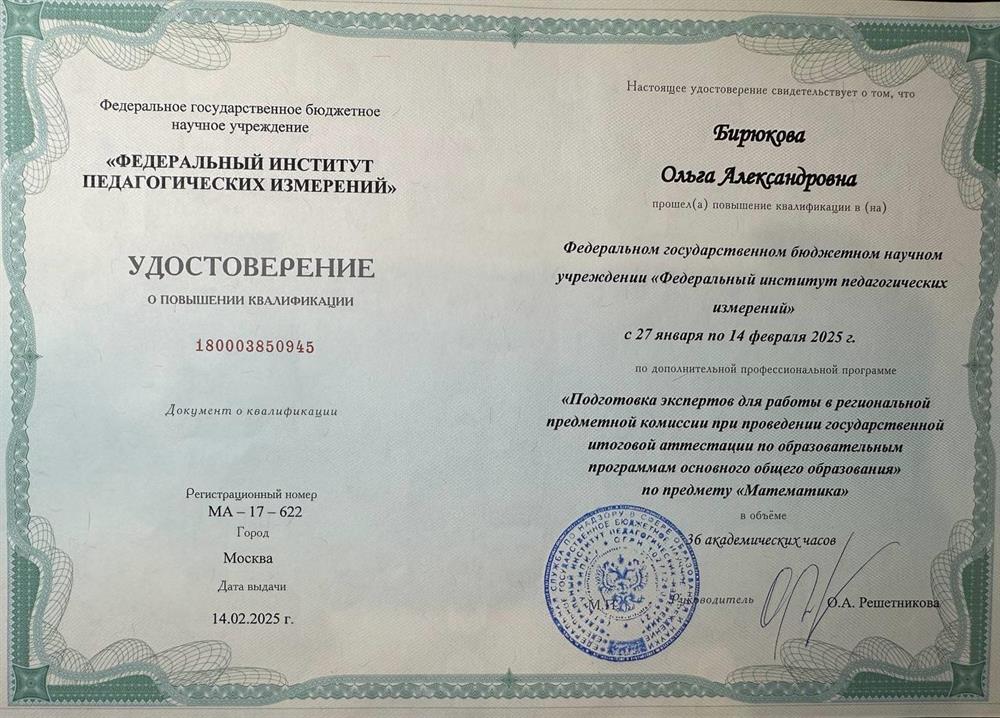 Федеральное государственное бюджетное
научное учреждение
«ФЕДЕРАЛЬНЫЙ ИНСТИТУТ
ПЕДАГОГИЧЕСКИХ ИЗМЕРЕНИЙ»
УДОСТОВЕРЕНИЕ
О ПОВЫШЕНИИ КВАЛИФИКАЦИИ
180003850945
Документ о квалификации
Регистрационный номер
МА – 17 – 622
Город
Москва
Дата выдачи
14.02.2025 г.
Настоящее удостоверение свидетельствует о том, что
Бирюкова
Ольга Александровна
прошел(а) повышение квалификации в (на)
Федеральном государственном бюджетном научном
учреждении «Федеральный институт педагогических
измерений»
с 27 января по 14 февраля 2025 г.
по дополнительной профессиональной программе
«Подготовка экспертов для работы в региональной
предметной комиссии при проведении государственной
итоговой аттестации по образовательным
программам основного общего образования»
по предмету «Математика»
в объёме
36 академических часов
М.П.
Руководитель
О.А. Решетникова